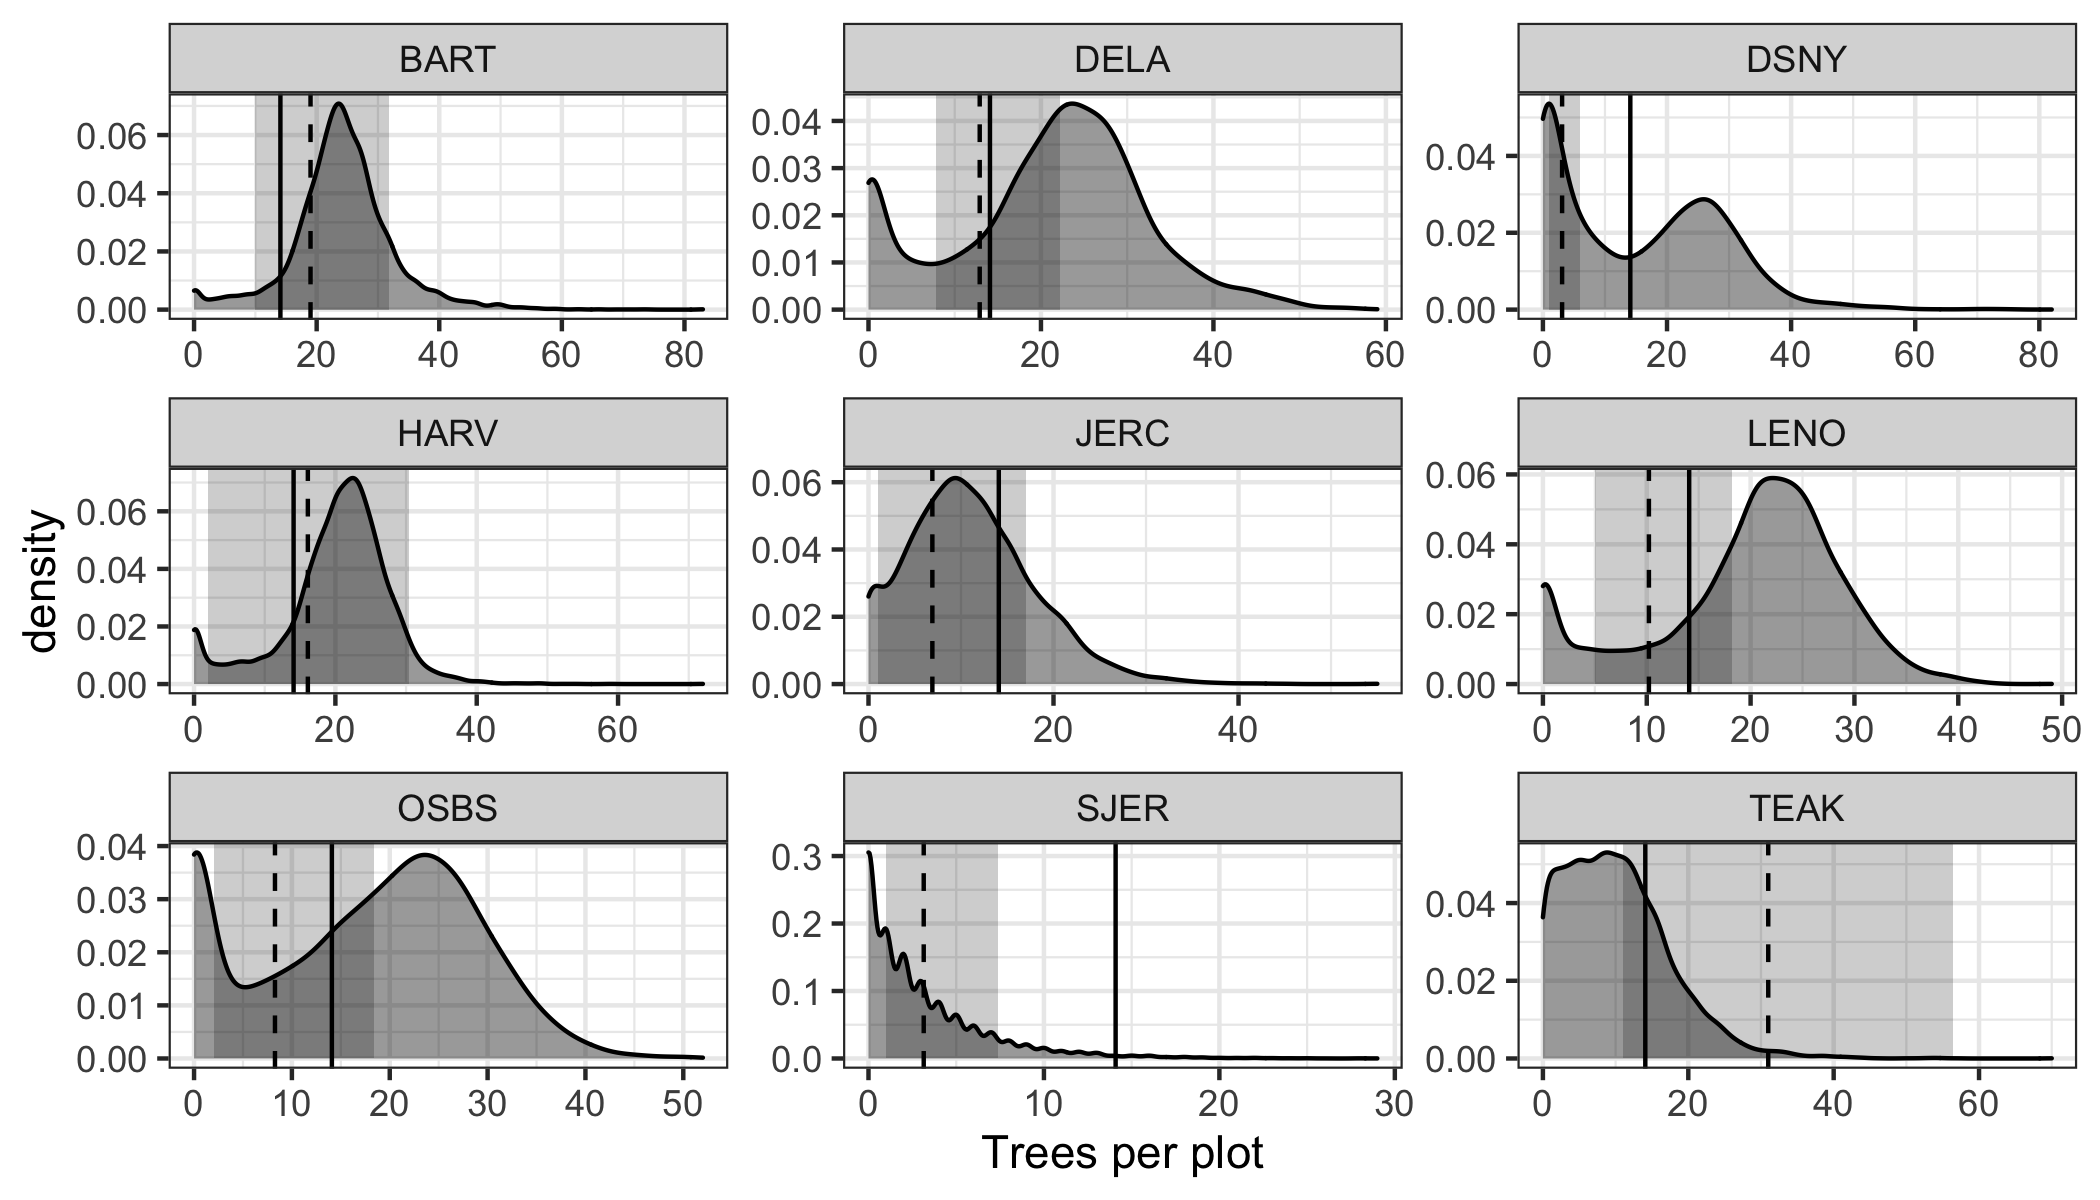 BART DELA DSNY
0.06 0.04 0.02 0.00
0.04 0.03 0.02 0.01 0.00
0.04 0.02 0.00
0 20 40 60 80
0 20 40 60
0 20 40 60 80
HARV JERC LENO
0.06 0.04 0.02 0.00
0.06 0.04 0.02 0.00
0.06 0.04 0.02 0.00
0 20 40 60
0 20 40
0 10 20 30 40 50
density
OSBS SJER TEAK
0.04 0.03 0.02 0.01 0.00
0.3 0.2 0.1 0.0
0.04 0.02 0.00
0 10 20 30 40 50
0 10 20 30
0 20 40 60
Trees per plot